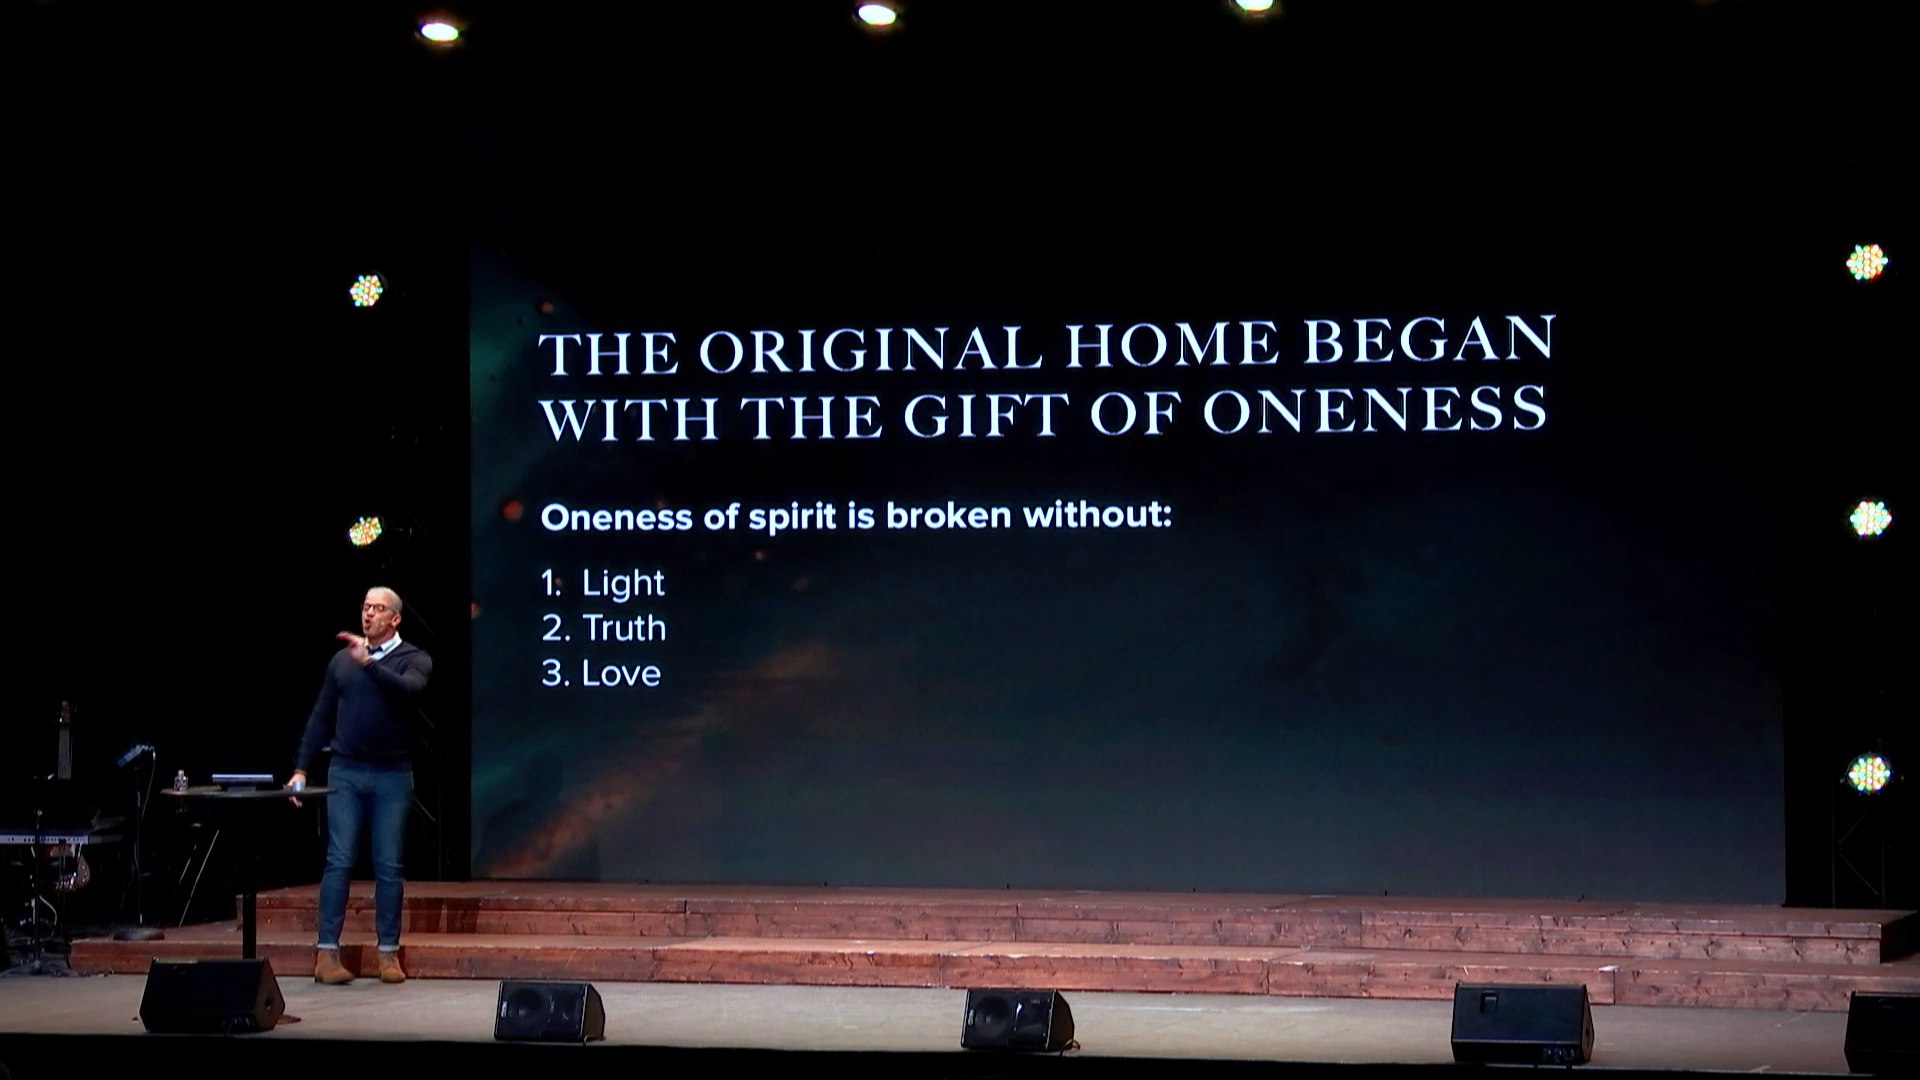 THE ORIGINAL HOME BEGAN
WITH THE GIFT OF ONENESS
Oneness of spirit is broken without:
1. Light
2. Truth
3. Love